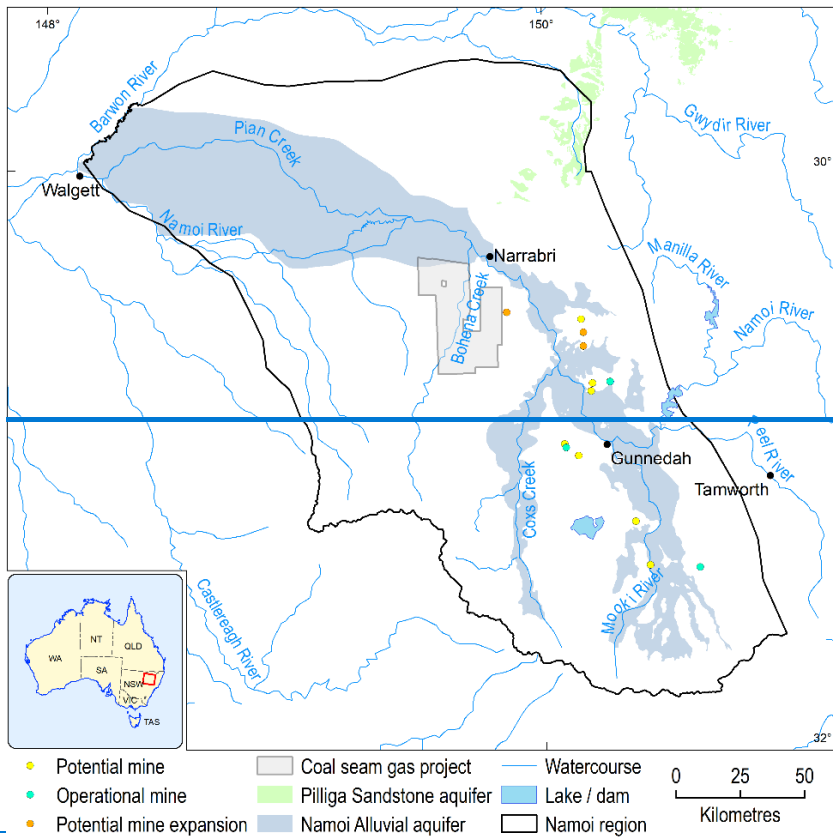 148°
150°
Barwon River
Gwydir River
Pian Creek
30°
Walgett
Namoi River
Narrabri
Manilla River
Bohena Creek
Namoi River
Peel River
Gunnedah
Tamworth
Coxs Creek
Mooki River
Castlereagh River
WA
NT
QLD
SA
NSW
VIC
TAS
32°
Potential mine
Coal seam gas project
Watercourse
0 25 50
Operational mine
Pilliga Sandstone aquifer
Lake / dam
Kilometres
Potential mine expansion
Namoi Alluvial aquifer
Namoi region